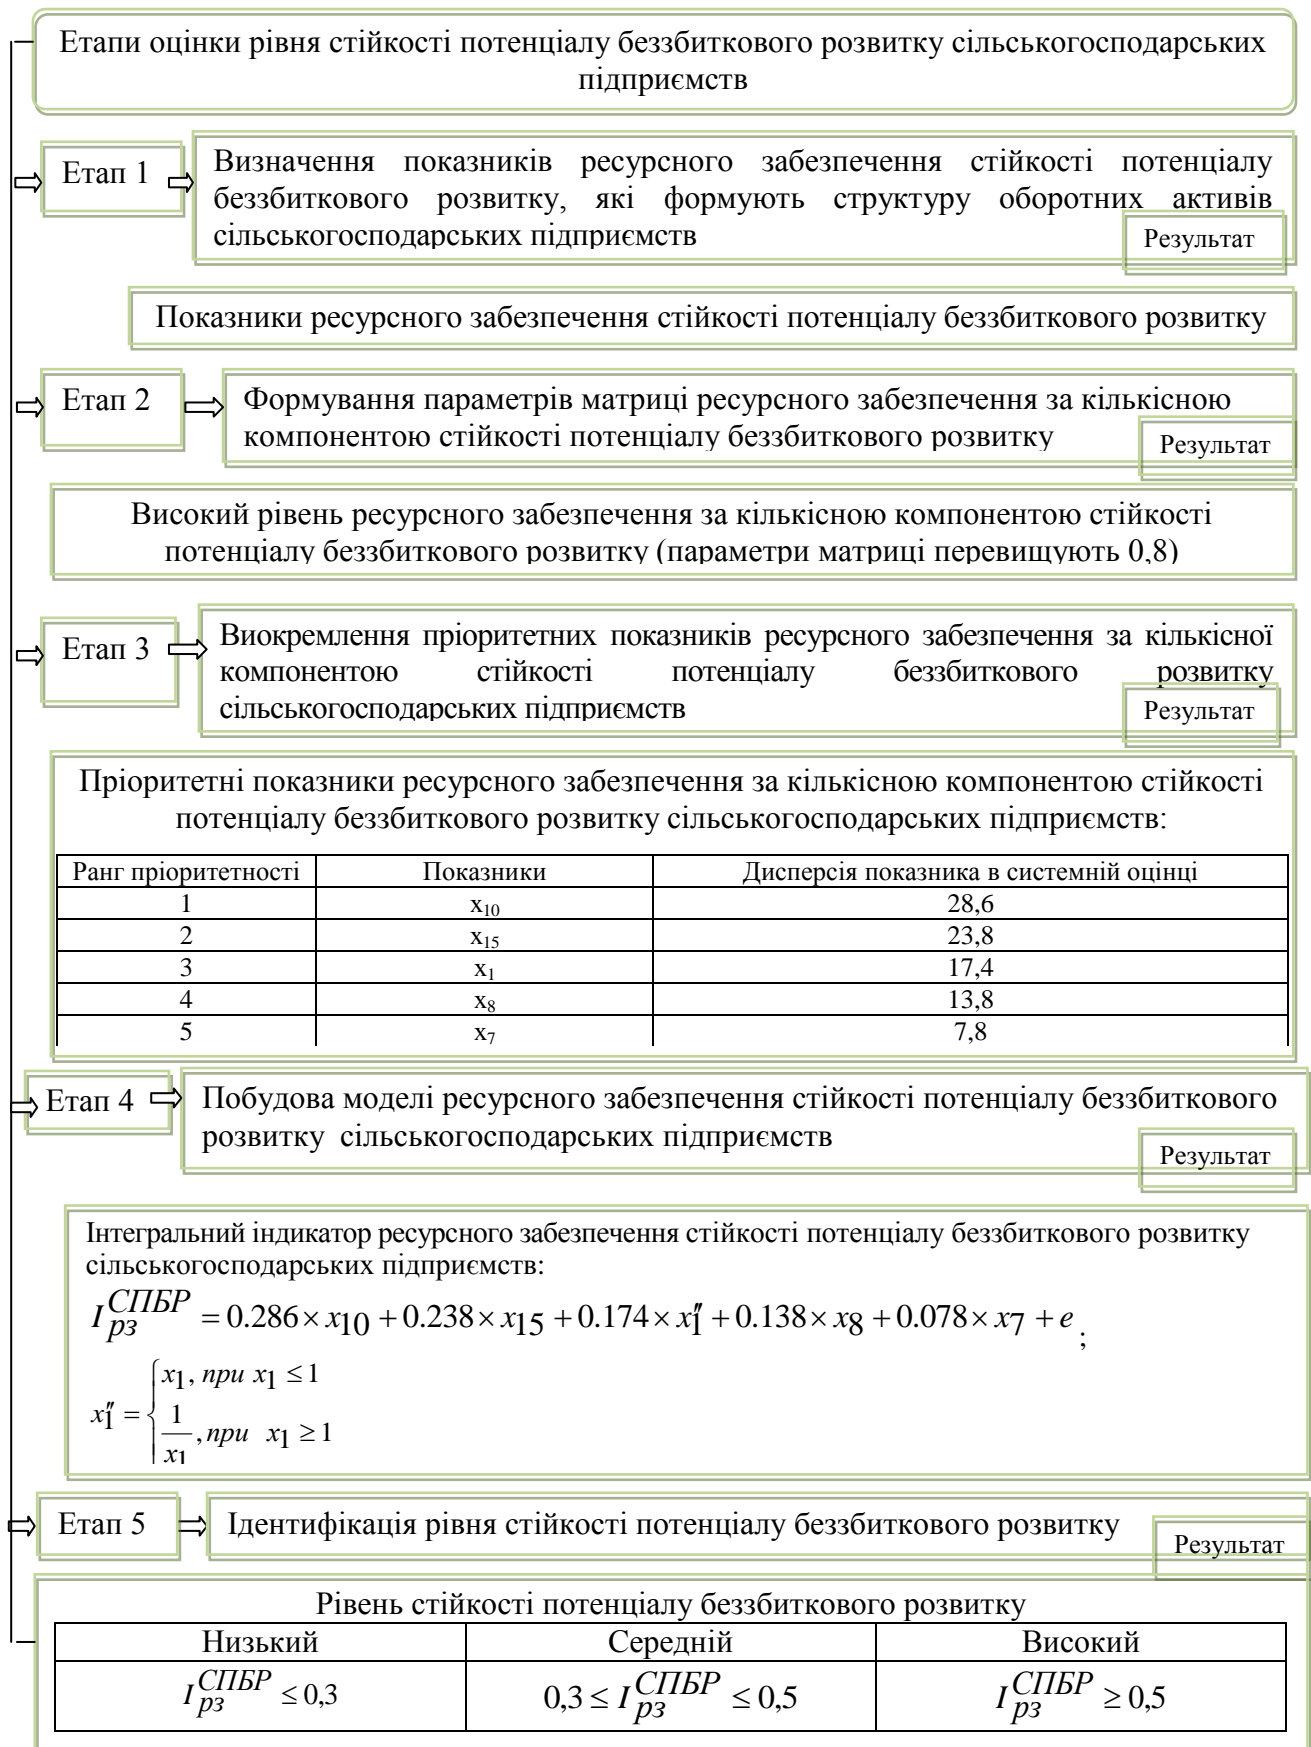 Етапи оцінки рівня стійкості потенціалу беззбиткового розвитку сільськогосподарських
підприємств
Етап 1
Визначення показників ресурсного забезпечення стійкості потенціалу
беззбиткового розвитку, які формують структуру оборотних активів
сільськогосподарських підприємств
Результат
Показники ресурсного забезпечення стійкості потенціалу беззбиткового розвитку
Етап 2
Формування параметрів матриці ресурсного забезпечення за кількісною
компонентою стійкості потенціалу беззбиткового розвитку
Результат
Високий рівень ресурсного забезпечення за кількісною компонентою стійкості
потенціалу беззбиткового розвитку (параметри матриці перевищують 0,8)
Етап 3
Виокремлення пріоритетних показників ресурсного забезпечення за кількісної
компонентою стійкості потенціалу беззбиткового розвитку
сільськогосподарських підприємств
Результат
Пріоритетні показники ресурсного забезпечення за кількісною компонентою стійкості
потенціалу беззбиткового розвитку сільськогосподарських підприємств:
Ранг пріоритетності Показники Дисперсія показника в системній оцінці
1 x₁₀ 28,6
2 x₁₅ 23,8
3 x₁ 17,4
4 x₈ 13,8
5 x₇ 7,8
Етап 4
Побудова моделі ресурсного забезпечення стійкості потенціалу беззбиткового
розвитку сільськогосподарських підприємств
Результат
Інтегральний індикатор ресурсного забезпечення стійкості потенціалу беззбиткового розвитку
сільськогосподарських підприємств:
I рз СПБР = 0.286 × x10 + 0.238 × x15 + 0.174 × x1″ + 0.138 × x8 + 0.078 × x7 + e ;
x1, при x1 ≤ 1
x1″ = {
1/x1, при x1 ≥ 1
Етап 5
Ідентифікація рівня стійкості потенціалу беззбиткового розвитку
Результат
Рівень стійкості потенціалу беззбиткового розвитку
Низький Середній Високий
I рз СПБР ≤ 0,3 0,3 ≤ I рз СПБР ≤ 0,5 I рз СПБР ≥ 0,5